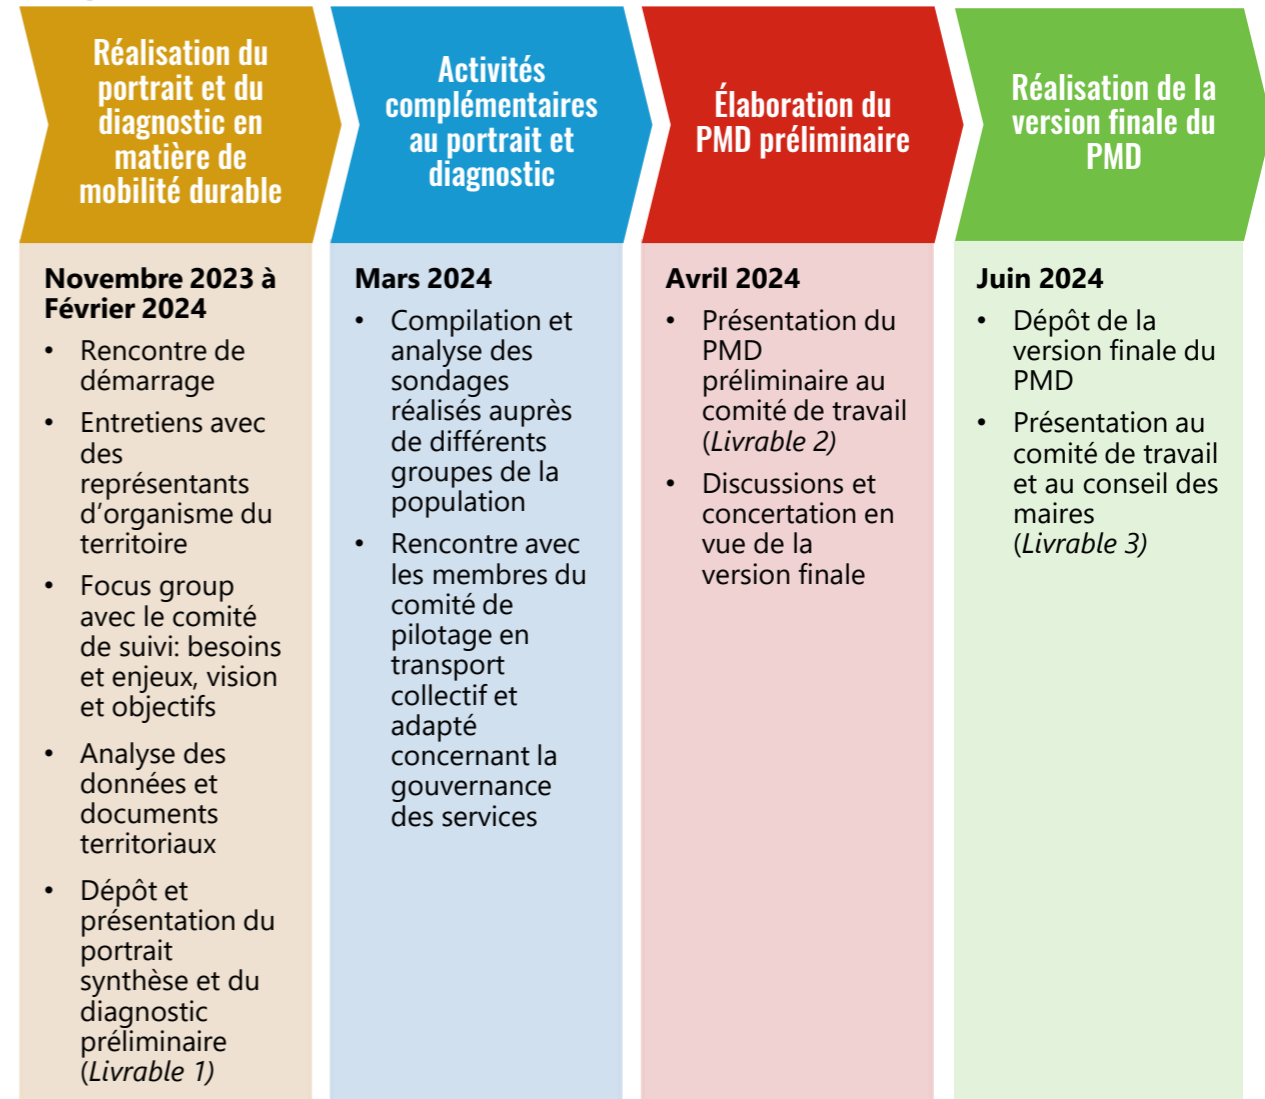 Réalisation du
portrait et du
diagnostic en
matière de
mobilité durable
Novembre 2023 à
Février 2024
• Rencontre de
démarrage
• Entretiens avec
des
représentants
d’organisme du
territoire
• Focus group
avec le comité
de suivi: besoins
et enjeux, vision
et objectifs
• Analyse des
données et
documents
territoriaux
• Dépôt et
présentation du
portrait
synthèse et du
diagnostic
préliminaire
(Livrable 1)
Activités
complémentaires
au portrait et
diagnostic
Mars 2024
• Compilation et
analyse des
sondages
réalisés auprès
de différents
groupes de la
population
• Rencontre avec
les membres du
comité de
pilotage en
transport
collectif et
adapté
concernant la
gouvernance
des services
Élaboration du
PMD préliminaire
Avril 2024
• Présentation du
PMD
préliminaire au
comité de travail
(Livrable 2)
• Discussions et
concertation en
vue de la
version finale
Réalisation de la
version finale du
PMD
Juin 2024
• Dépôt de la
version finale du
PMD
• Présentation au
comité de travail
et au conseil des
maires
(Livrable 3)